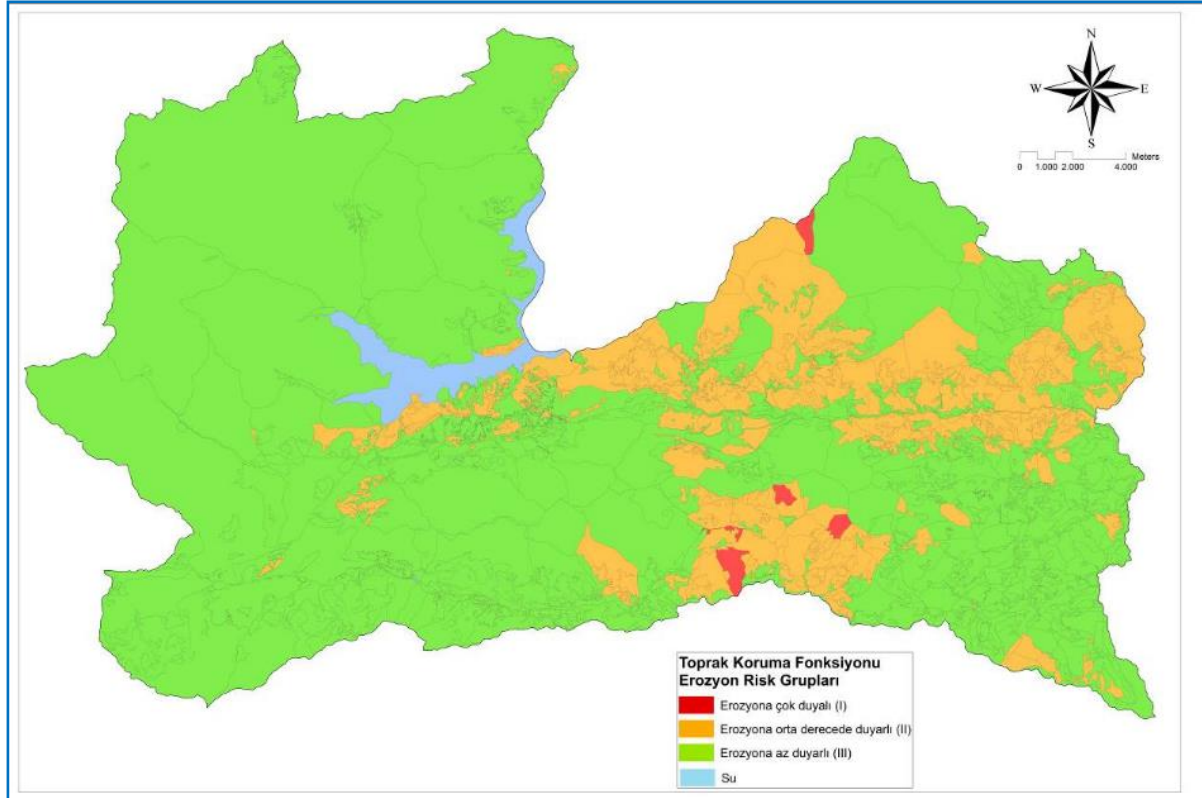 N
W E
S
Meters
0 1.000 2.000 4.000
Toprak Koruma Fonksiyonu
Erozyon Risk Grupları
Erozyona çok duyalı (I)
Erozyona orta derecede duyarlı (II)
Erozyona az duyarlı (III)
Su